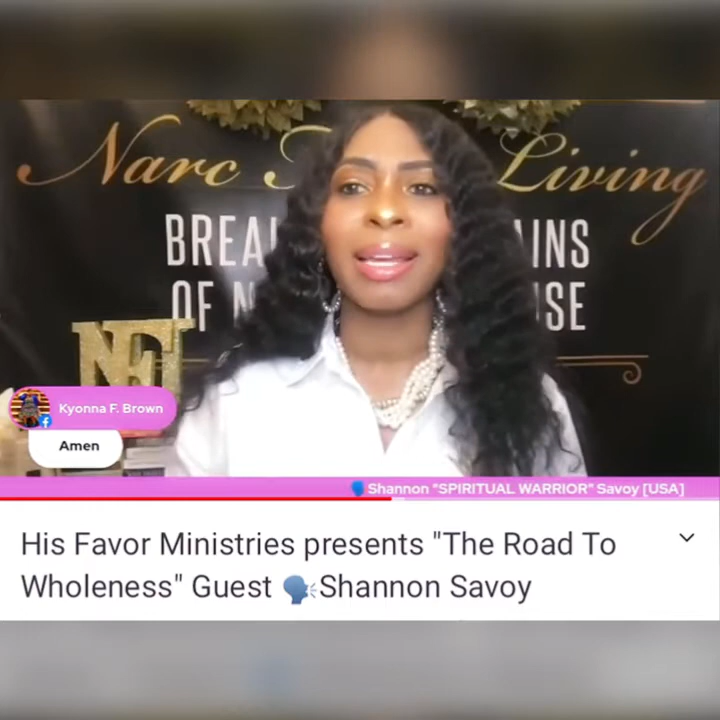 Narc Living
BREA INS
OF N SE
NFL
Kyonna F. Brown
Amen
Shannon "SPIRITUAL WARRIOR" Savoy [USA]
His Favor Ministries presents "The Road To
Wholeness" Guest 🗣Shannon Savoy